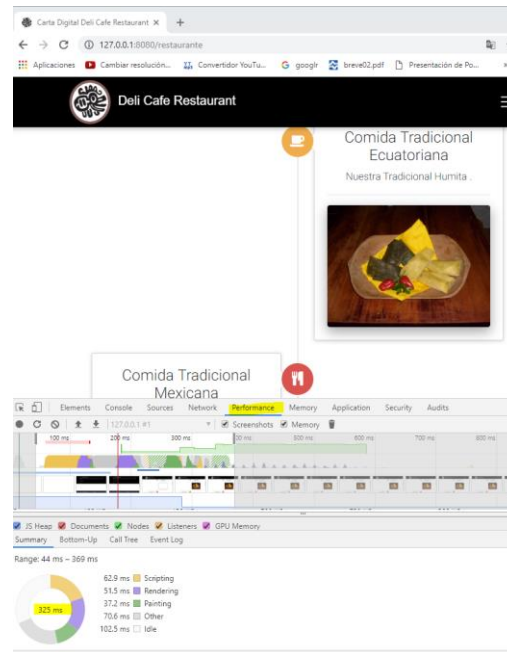 Carta Digital Deli Cafe Restaurant
127.0.0.1:8080/restaurante
Aplicaciones Cambiar resolución... Convertidor YouTu... googlr breve02.pdf Presentación de Po...
Deli Cafe Restaurant
Comida Tradicional
Ecuatoriana
Nuestra Tradicional Humita .
Comida Tradicional
Mexicana
Elements Console Sources Network Performance Memory Application Security Audits
127.0.0.1 #1 Screenshots Memory
100 ms 200 ms 300 ms 500 ms 600 ms 700 ms 800 ms
JS Heap Documents Nodes Listeners GPU Memory
Summary Bottom-Up Call Tree Event Log
Range: 44 ms – 369 ms
62.9 ms Scripting
51.5 ms Rendering
37.2 ms Painting
325 ms
70.6 ms Other
102.5 ms Idle